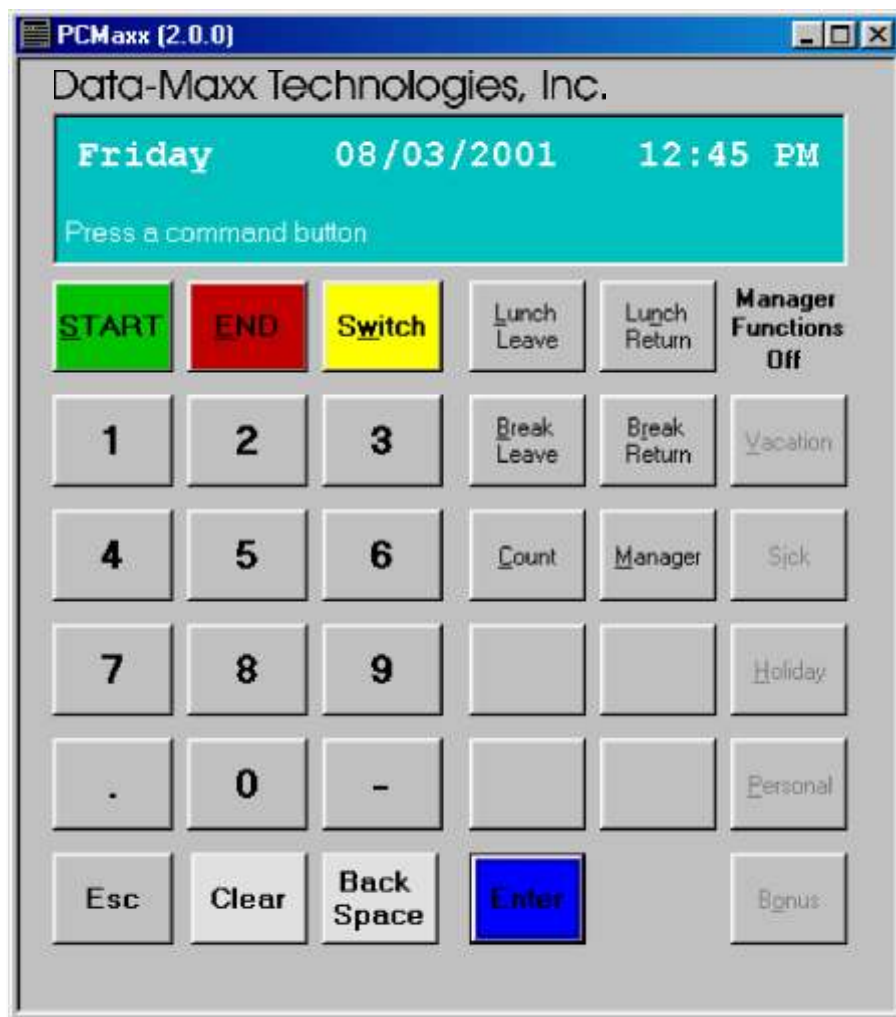 PCMaxx (2.0.0)
Data-Maxx Technologies, Inc.
Friday 08/03/2001 12:45 PM
Press a command button
START
END
Switch
Lunch
Leave
Lunch
Return
Manager
Functions
Off
1
2
3
Break
Leave
Break
Return
Vacation
4
5
6
Count
Manager
Sick
7
8
9
Holiday
.
0
-
Personal
Esc
Clear
Back
Space
Enter
Bonus